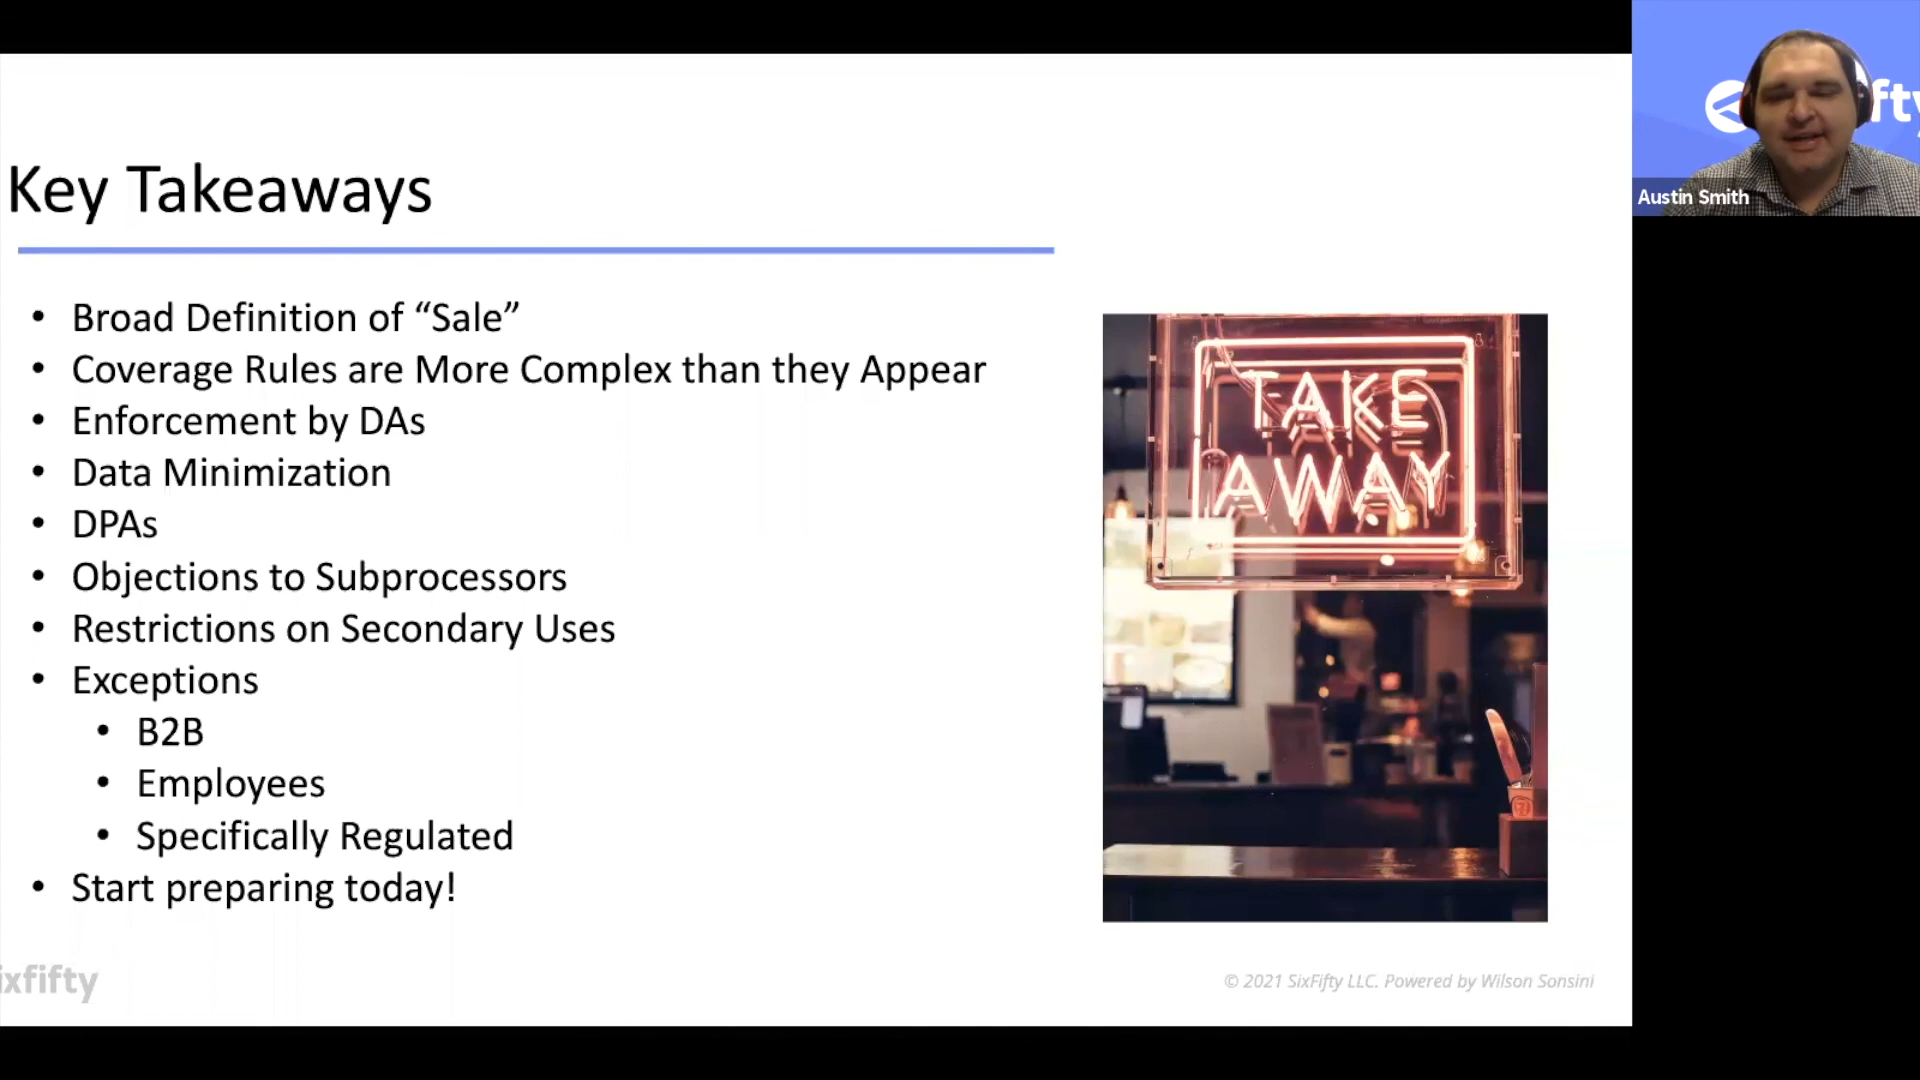 Key Takeaways
• Broad Definition of “Sale”
• Coverage Rules are More Complex than they Appear
• Enforcement by DAs
• Data Minimization
• DPAs
• Objections to Subprocessors
• Restrictions on Secondary Uses
• Exceptions
• B2B
• Employees
• Specifically Regulated
• Start preparing today!
TAKE
AWAY
ixfifty
© 2021 SixFifty LLC. Powered by Wilson Sonsini
fty
Austin Smith